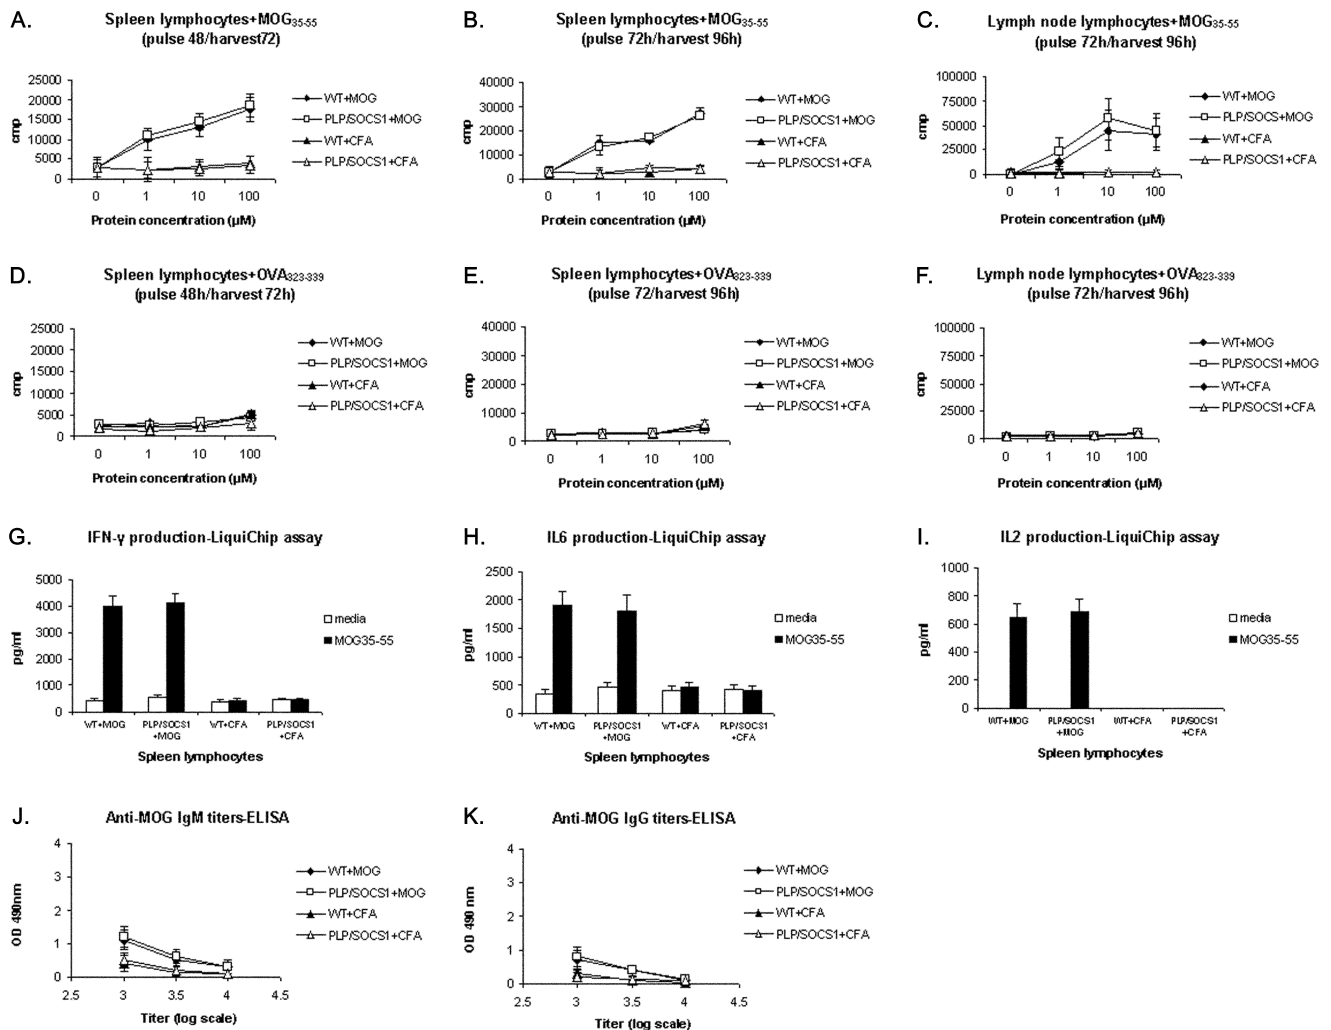 A.
Spleen lymphocytes+MOG35-55
(pulse 48/harvest72)
25000
20000
15000
10000
5000
0
cmp
0 1 10 100
Protein concentration (µM)
WT+MOG
PLP/SOCS1+MOG
WT+CFA
PLP/SOCS1+CFA
B.
Spleen lymphocytes+MOG35-55
(pulse 72h/harvest 96h)
40000
30000
20000
10000
0
cmp
0 1 10 100
Protein concentration (µM)
WT+MOG
PLP/SOCS1+MOG
WT+CFA
PLP/SOCS1+CFA
C.
Lymph node lymphocytes+MOG35-55
(pulse 72h/harvest 96h)
100000
75000
50000
25000
0
cmp
0 1 10 100
Protein concentration (µM)
WT+MOG
PLP/SOCS+MOG
WT+CFA
PLP/SOCS1+CFA
D.
Spleen lymphocytes+OVA323-339
(pulse 48h/harvest 72h)
25000
20000
15000
10000
5000
0
cmp
0 1 10 100
Protein concentration (µM)
WT+MOG
PLP/SOCS1+MOG
WT+CFA
PLP/SOCS1+CFA
E.
Spleen lymphocytes+OVA323-339
(pulse 72/harvest 96h)
40000
30000
20000
10000
0
cmp
0 1 10 100
Protein concentration (µM)
WT+MOG
PLP/SOCS1+MOG
WT+CFA
PLP/SOCS1+CFA
F.
Lymph node lymphocytes+OVA323-339
(pulse 72h/harvest 96h)
100000
75000
50000
25000
0
cmp
0 1 10 100
Protein concentration (µM)
WT+MOG
PLP/SOCS1+MOG
WT+CFA
PLP/SOCS1+CFA
G.
IFN-γ production-LiquiChip assay
5000
4000
3000
2000
1000
0
pg/ml
WT+MOG PLP/SOCS1 WT+CFA PLP/SOCS1
+MOG +CFA
Spleen lymphocytes
media
MOG35-55
H.
IL6 production-LiquiChip assay
2500
2000
1500
1000
500
0
pg/ml
WT+MOG PLP/SOCS1 WT+CFA PLP/SOCS1
+MOG +CFA
Spleen lymphocytes
media
MOG35-55
I.
IL2 production-LiquiChip assay
1000
800
600
400
200
0
pg/ml
WT+MOG PLP/SOCS1 WT+CFA PLP/SOCS1
+MOG +CFA
Spleen lymphocytes
media
MOG35-55
J.
Anti-MOG IgM titers-ELISA
4
3
2
1
0
OD 490nm
2.5 3 3.5 4 4.5
Titer (log scale)
WT+MOG
PLP/SOCS1+MOG
WT+CFA
PLP/SOCS1+CFA
K.
Anti-MOG IgG titers-ELISA
4
3
2
1
0
OD 490 nm
2.5 3 3.5 4 4.5
Titer (log scale)
WT+MOG
PLP/SOCS1+MOG
WT+CFA
PLP/SOCS1+CFA